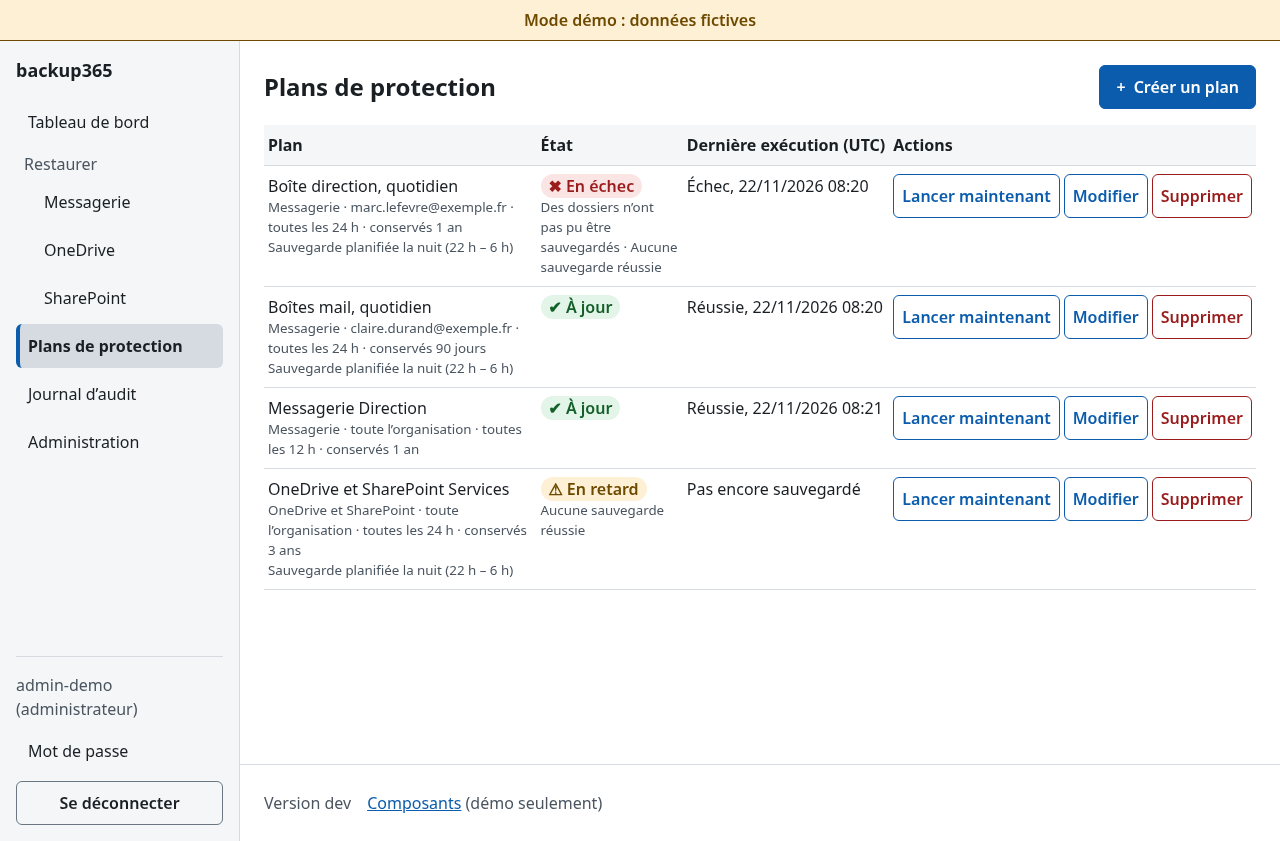 Mode démo : données fictives
backup365
Tableau de bord
Restaurer
Messagerie
OneDrive
SharePoint
Plans de protection
Journal d’audit
Administration
admin-demo
(administrateur)
Mot de passe
Se déconnecter
Plans de protection
+ Créer un plan
Plan État Dernière exécution (UTC) Actions
Boîte direction, quotidien
Messagerie · marc.lefevre@exemple.fr ·
toutes les 24 h · conservés 1 an
Sauvegarde planifiée la nuit (22 h – 6 h)
✖ En échec
Des dossiers n’ont
pas pu être
sauvegardés · Aucune
sauvegarde réussie
Échec, 22/11/2026 08:20
Lancer maintenant Modifier Supprimer
Boîtes mail, quotidien
Messagerie · claire.durand@exemple.fr ·
toutes les 24 h · conservés 90 jours
Sauvegarde planifiée la nuit (22 h – 6 h)
✔ À jour
Réussie, 22/11/2026 08:20
Lancer maintenant Modifier Supprimer
Messagerie Direction
Messagerie · toute l’organisation · toutes
les 12 h · conservés 1 an
✔ À jour
Réussie, 22/11/2026 08:21
Lancer maintenant Modifier Supprimer
OneDrive et SharePoint Services
OneDrive et SharePoint · toute
l’organisation · toutes les 24 h · conservés
3 ans
Sauvegarde planifiée la nuit (22 h – 6 h)
⚠ En retard
Aucune sauvegarde
réussie
Pas encore sauvegardé
Lancer maintenant Modifier Supprimer
Version dev Composants (démo seulement)